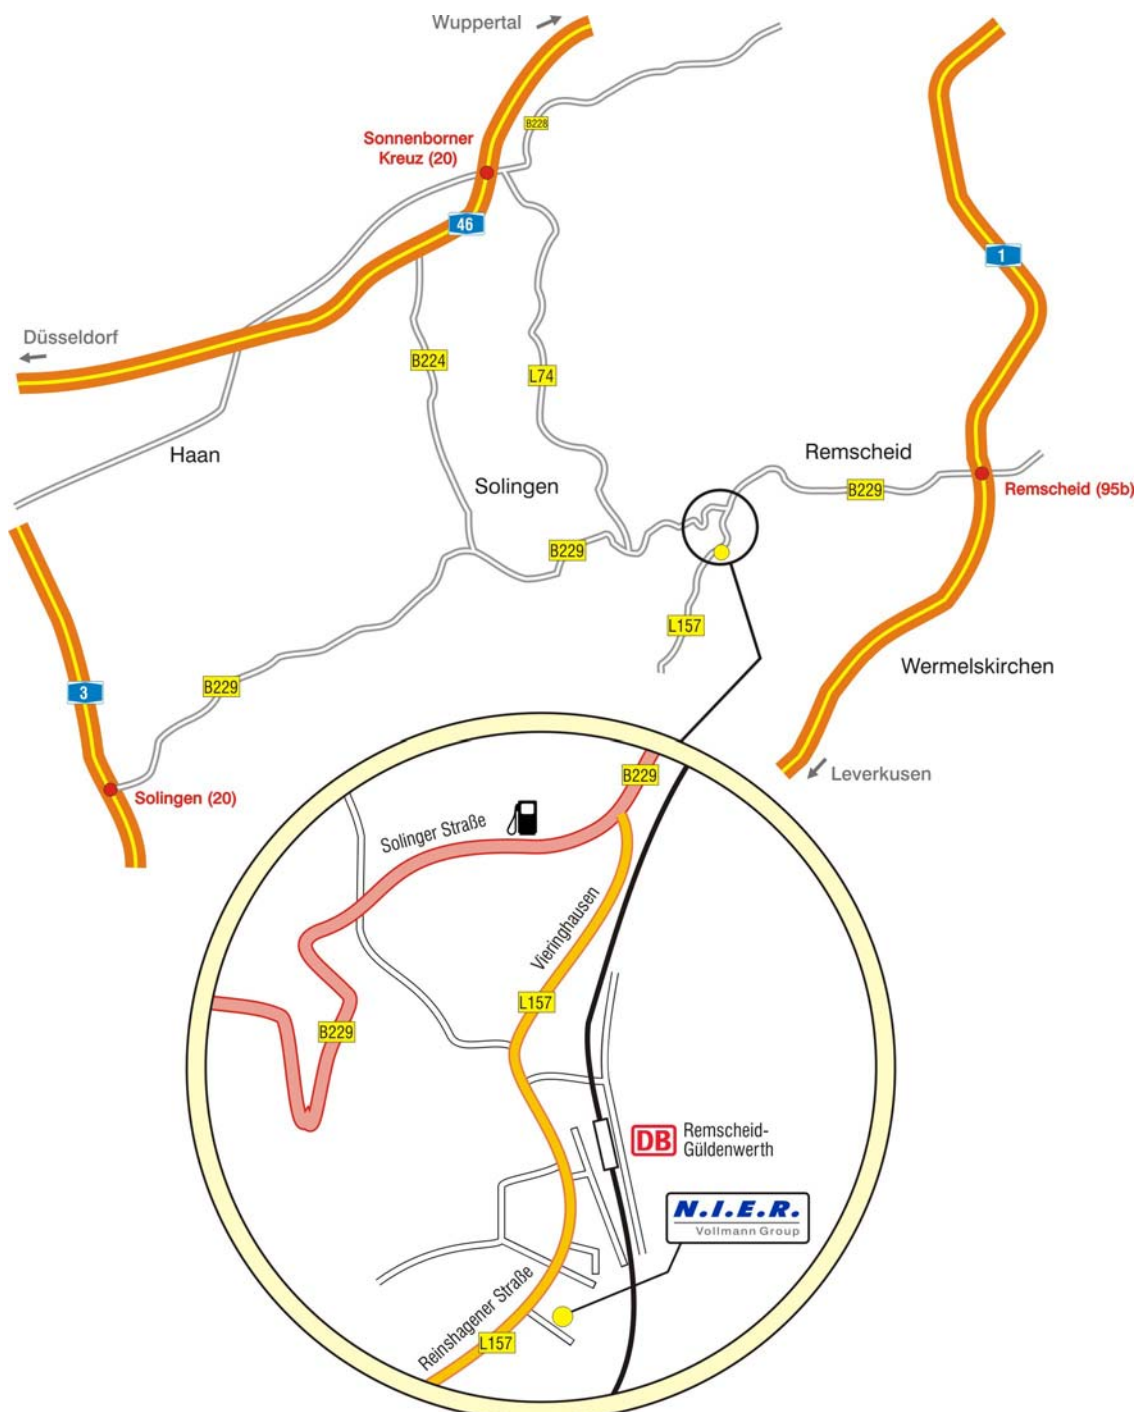 Wuppertal
B228
Sonnenborner
Kreuz (20)
46
1
Düsseldorf
B224
L74
Haan
Solingen
Remscheid
B229
Remscheid (95b)
B229
L157
Wermelskirchen
3
B229
Leverkusen
Solingen (20)
B229
Solinger Straße
Vieringhausen
L157
B229
DB
Remscheid-
Güldenwerth
N.I.E.R.
Vollmann Group
Reinshagener Straße
L157